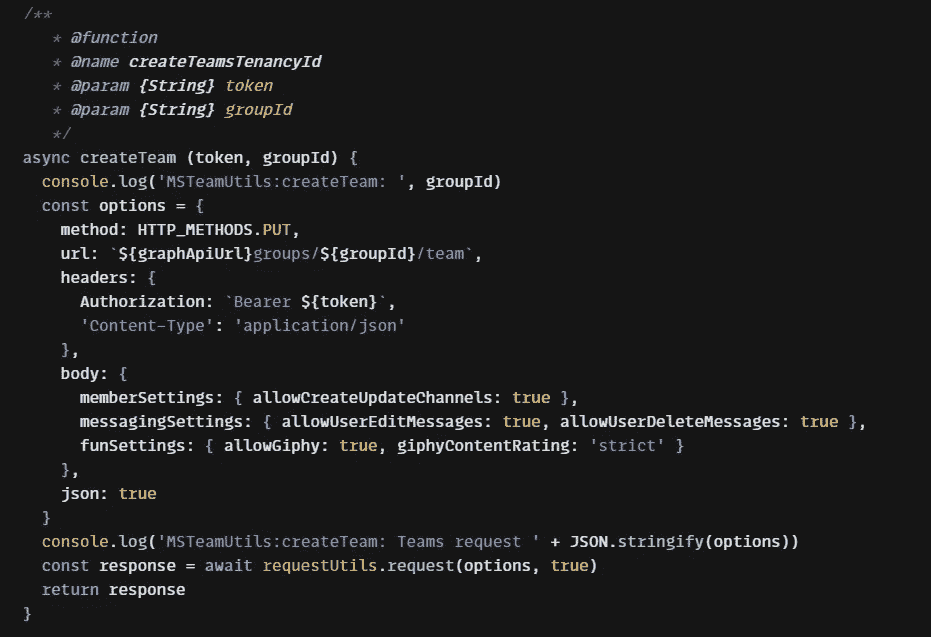 /**
   * @function
   * @name createTeamsTenancyId
   * @param {String} token
   * @param {String} groupId
   */
async createTeam (token, groupId) {
  console.log('MSTeamUtils:createTeam: ', groupId)
  const options = {
    method: HTTP_METHODS.PUT,
    url: `${graphApiUrl}groups/${groupId}/team`,
    headers: {
      Authorization: `Bearer ${token}`,
      'Content-Type': 'application/json'
    },
    body: {
      memberSettings: { allowCreateUpdateChannels: true },
      messagingSettings: { allowUserEditMessages: true, allowUserDeleteMessages: true },
      funSettings: { allowGiphy: true, giphyContentRating: 'strict' }
    },
    json: true
  }
  console.log('MSTeamUtils:createTeam: Teams request ' + JSON.stringify(options))
  const response = await requestUtils.request(options, true)
  return response
}